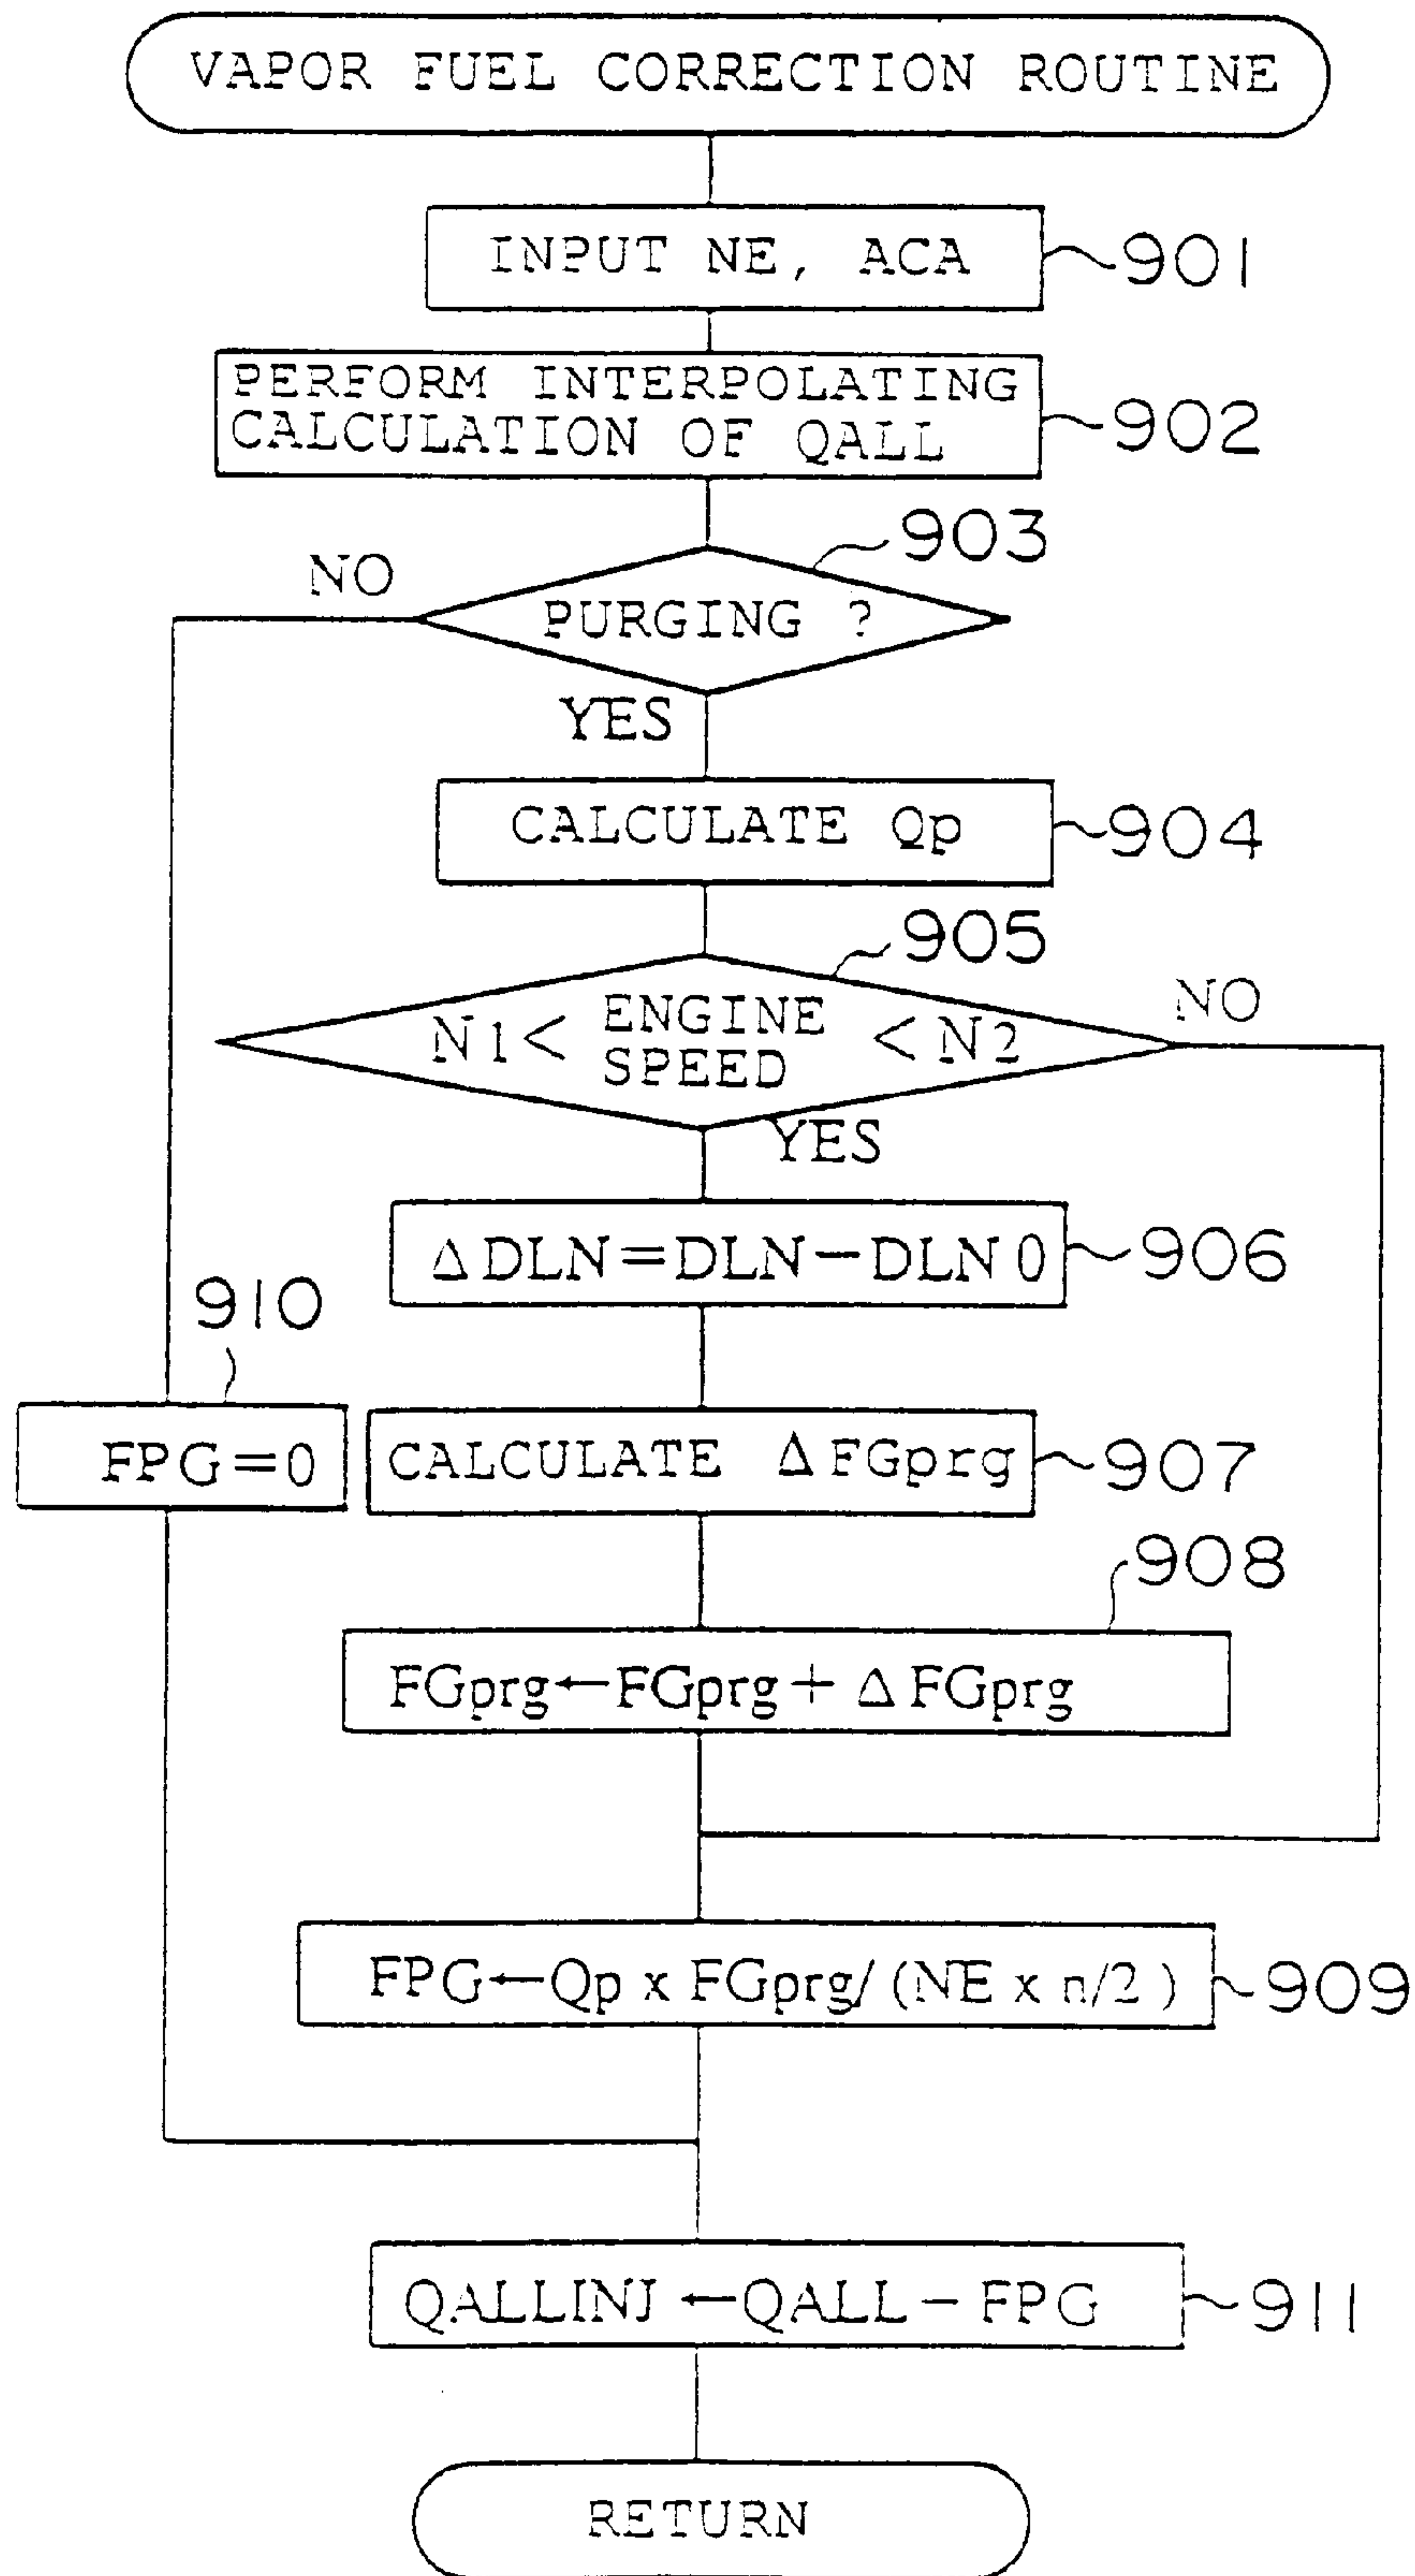 VAPOR FUEL CORRECTION ROUTINE
INPUT NE, ACA
901
PERFORM INTERPOLATING
CALCULATION OF QALL
902
903
NO
PURGING ?
YES
CALCULATE Qp
904
905
NO
N1< ENGINE SPEED <N2
YES
ΔDLN=DLN−DLN0
906
910
FPG=0
CALCULATE ΔFGprg
907
908
FGprg←FGprg+ΔFGprg
FPG←Qp x FGprg/(NE x n/2)
909
QALLINJ←QALL−FPG
911
RETURN